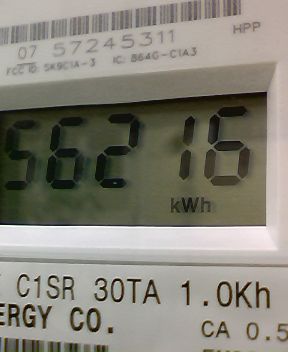 HPP
07 57245311
FCC ID: SK9C1A-3 IC: 864G-C1A3
56216
kWh
C1SR 30TA 1.0Kh
ERGY CO.
CA 0.5